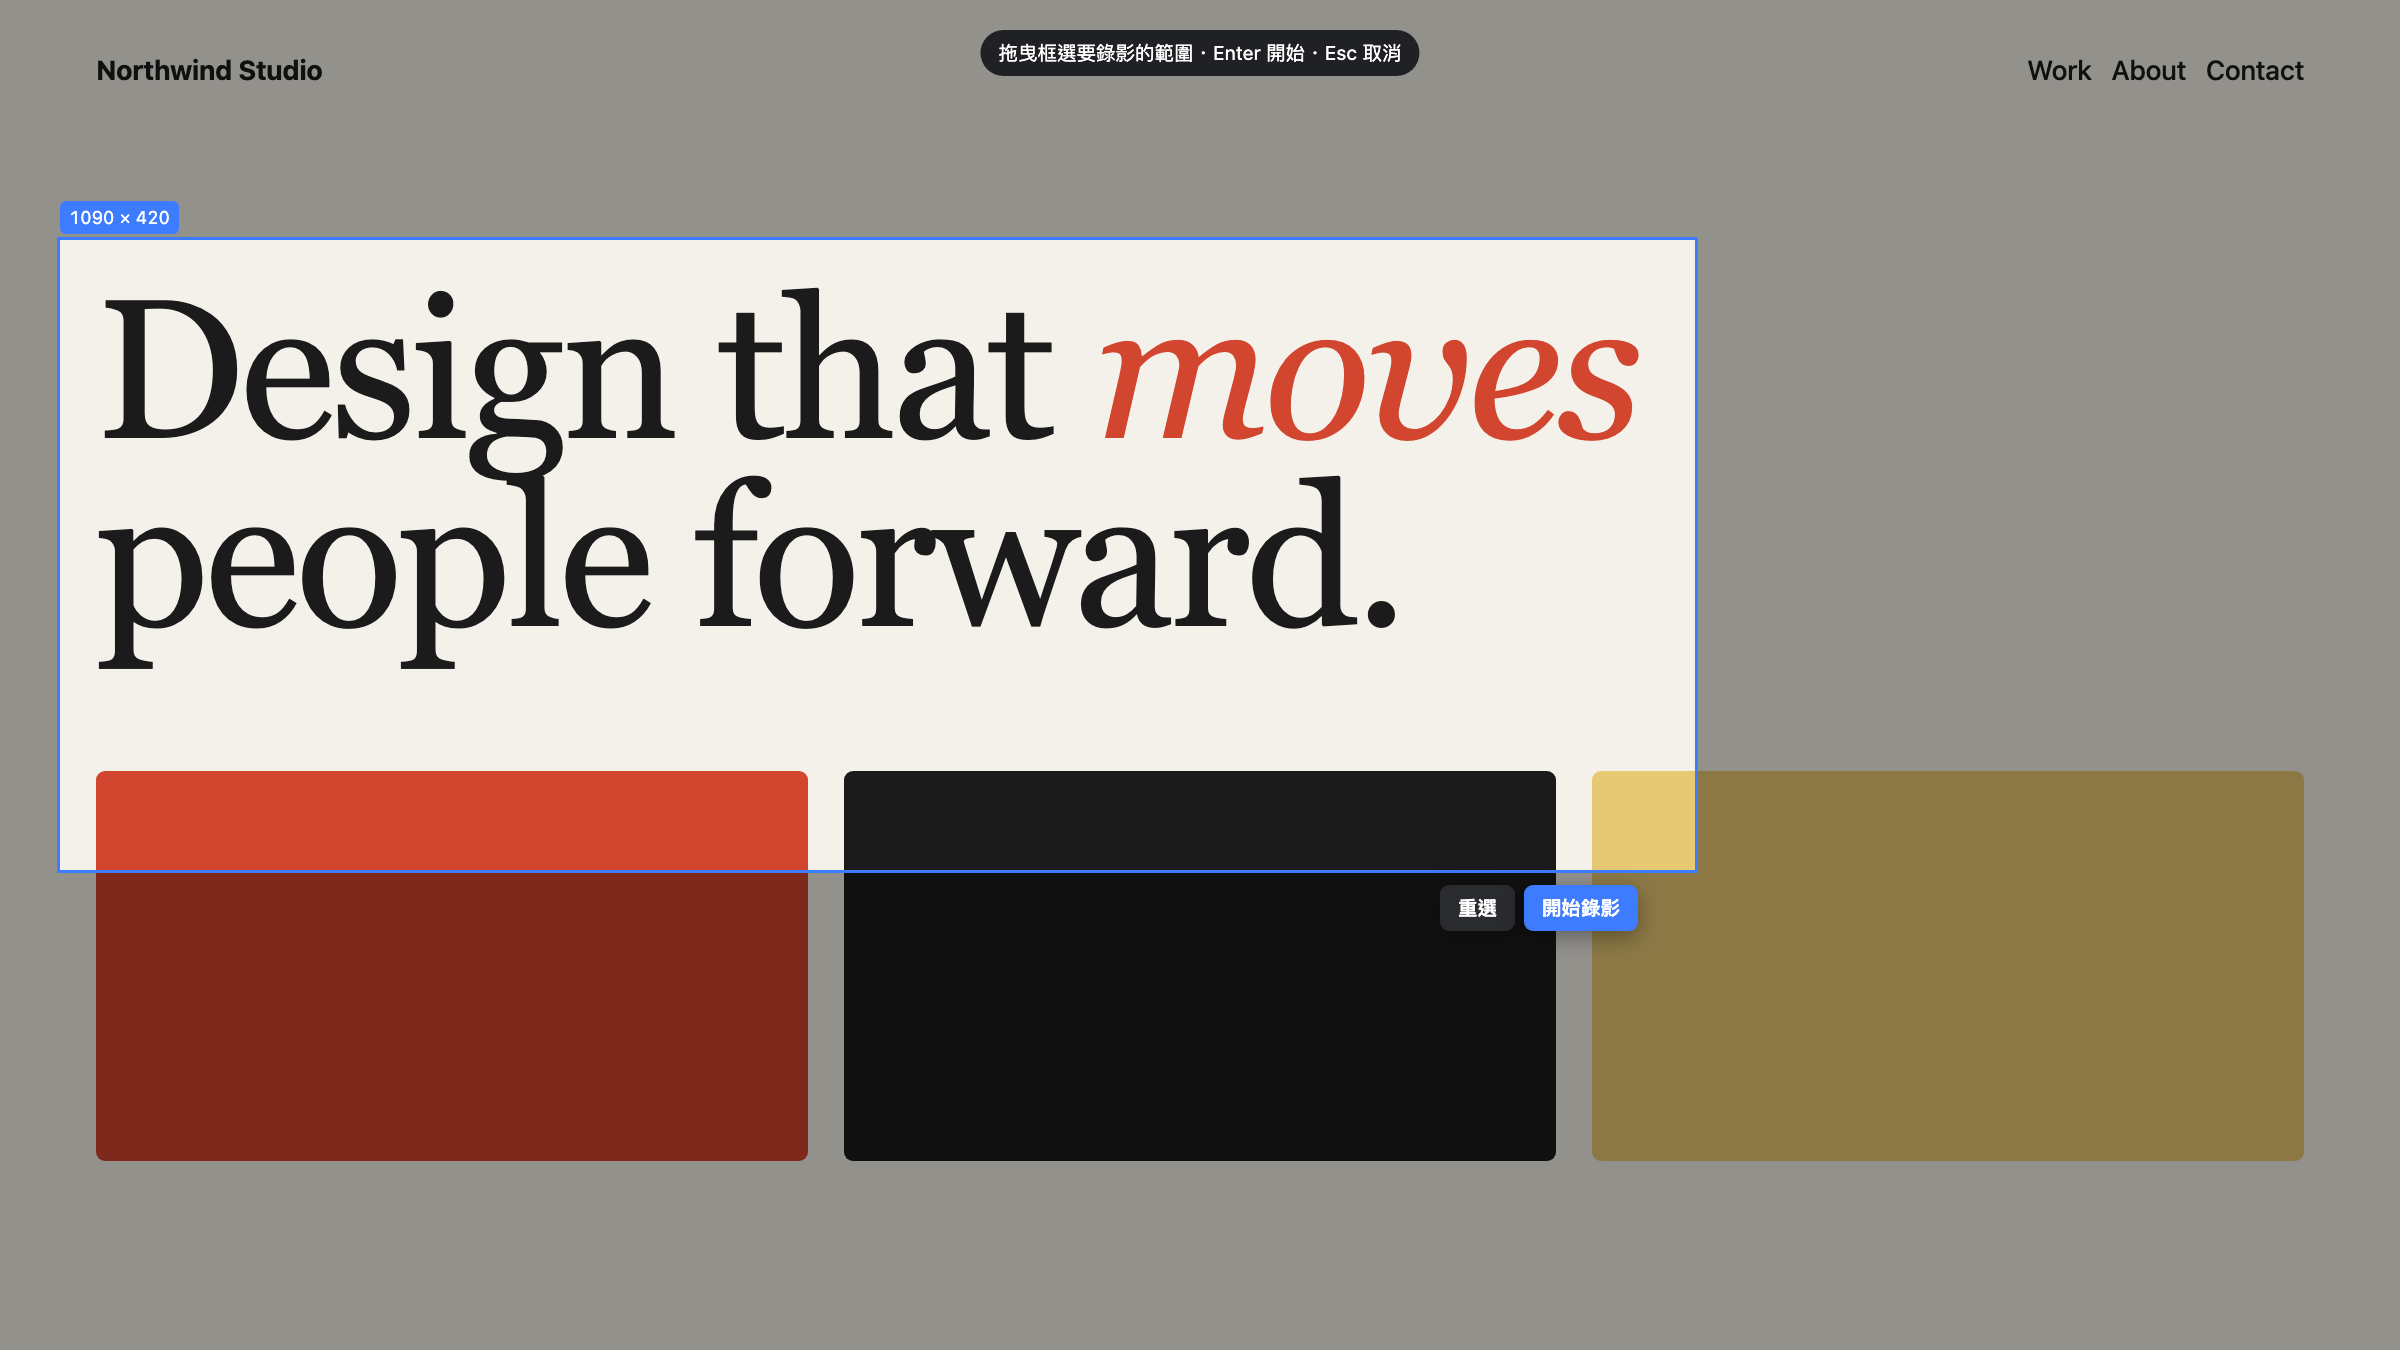 Northwind Studio
拖曳框選要錄影的範圍・Enter 開始・Esc 取消
Work About Contact
1090 × 420
Design that moves
people forward.
重選
開始錄影